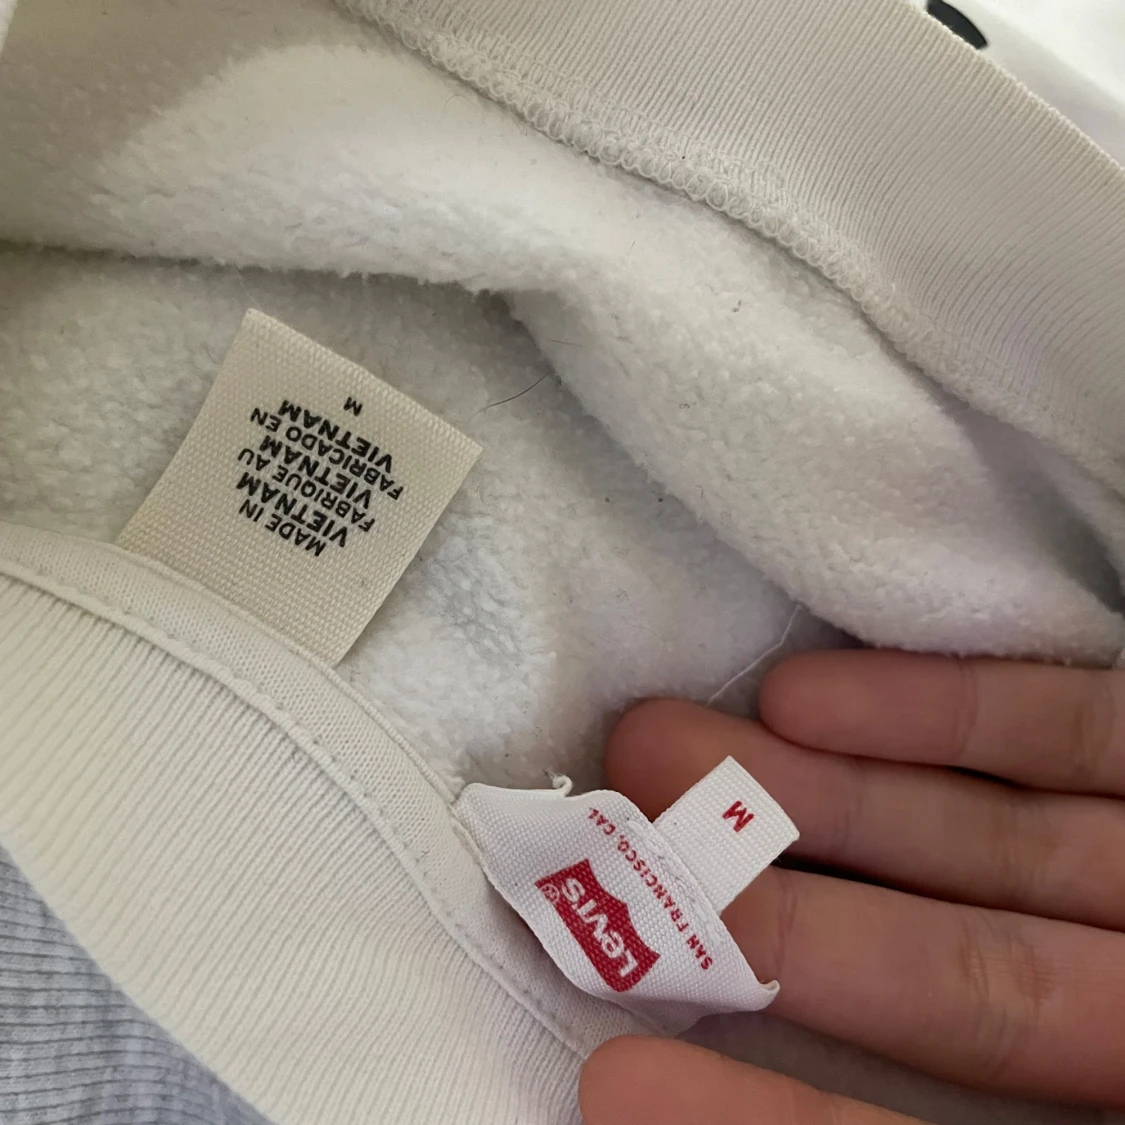 MADE IN
VIETNAM
FABRIQUE AU
VIETNAM
FABRICADO EN
VIETNAM
M
Levi's®
SAN FRANCISCO, CAL
M